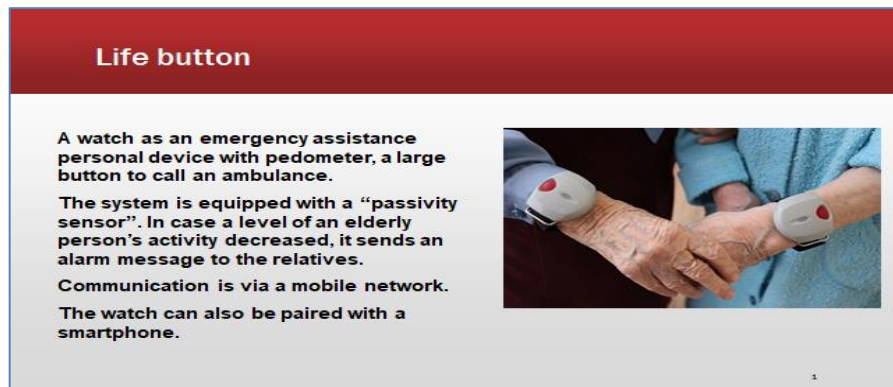 Life button
A watch as an emergency assistance
personal device with pedometer, a large
button to call an ambulance.
The system is equipped with a “passivity
sensor”. In case a level of an elderly
person’s activity decreased, it sends an
alarm message to the relatives.
Communication is via a mobile network.
The watch can also be paired with a
smartphone.
1